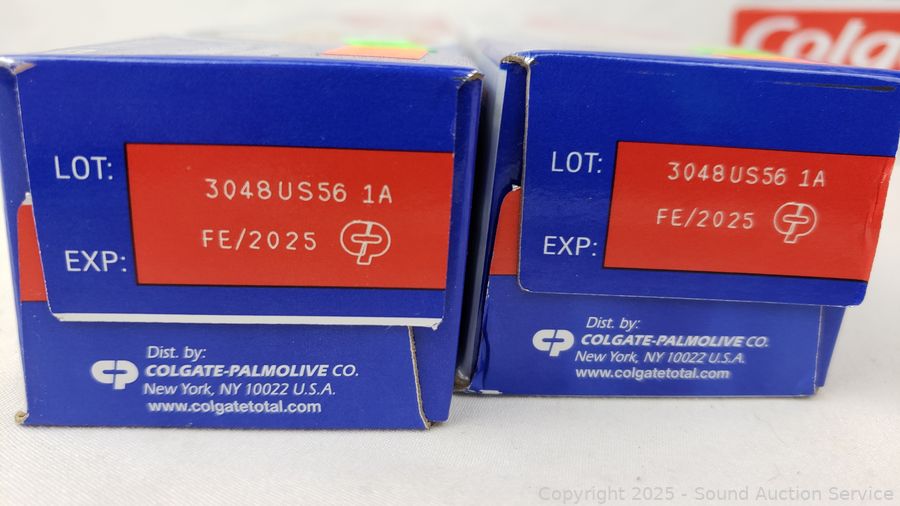 Colg
LOT:
3048US56 1A
FE/2025
EXP:
Dist. by:
COLGATE-PALMOLIVE CO.
New York, NY 10022 U.S.A.
www.colgatetotal.com
LOT:
3048US56 1A
FE/2025
EXP:
Dist. by:
COLGATE-PALMOLIVE CO.
New York, NY 10022 U.S.A.
www.colgatetotal.com
Copyright 2025 - Sound Auction Service